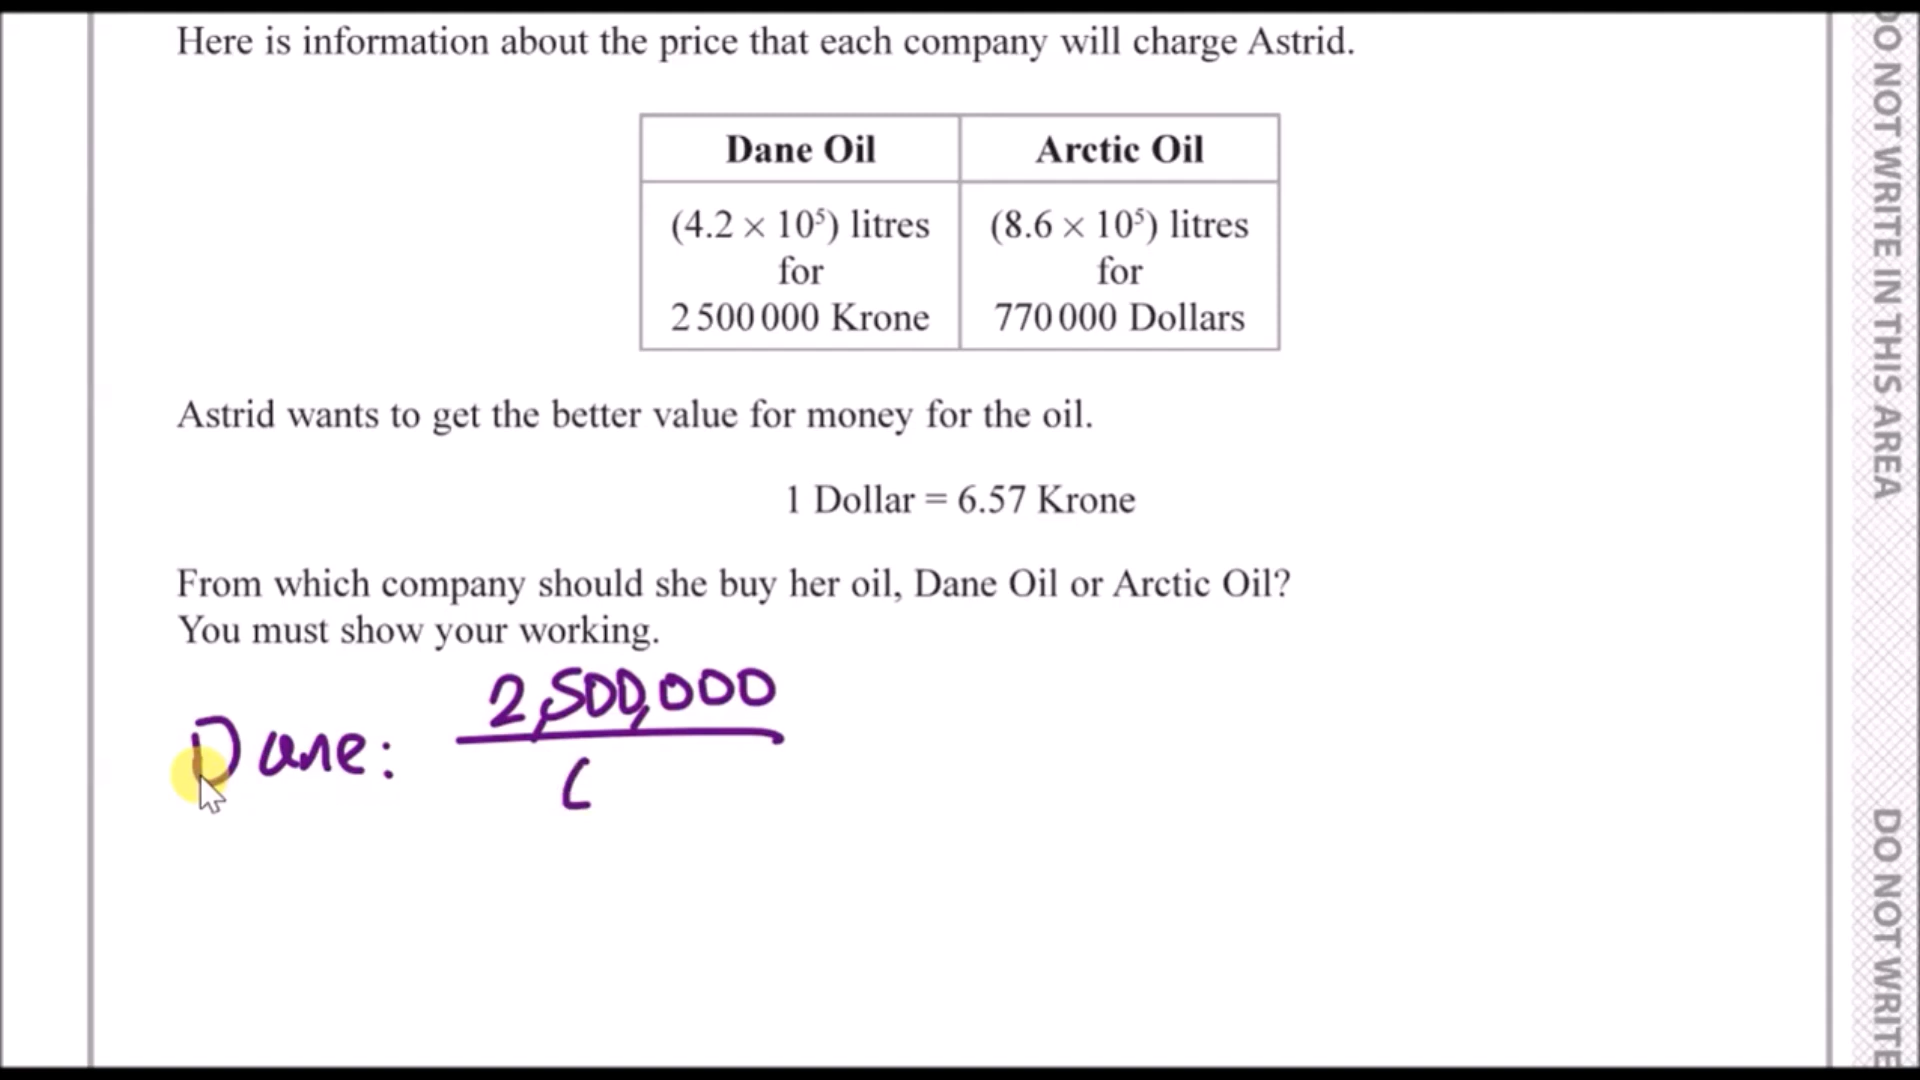 Here is information about the price that each company will charge Astrid.
Dane Oil
Arctic Oil
(4.2 × 10⁵) litres
for
2 500 000 Krone
(8.6 × 10⁵) litres
for
770 000 Dollars
Astrid wants to get the better value for money for the oil.
1 Dollar = 6.57 Krone
From which company should she buy her oil, Dane Oil or Arctic Oil?
You must show your working.
Dane:
2,500,000
DO NOT WRITE IN THIS AREA
DO NOT WRITE